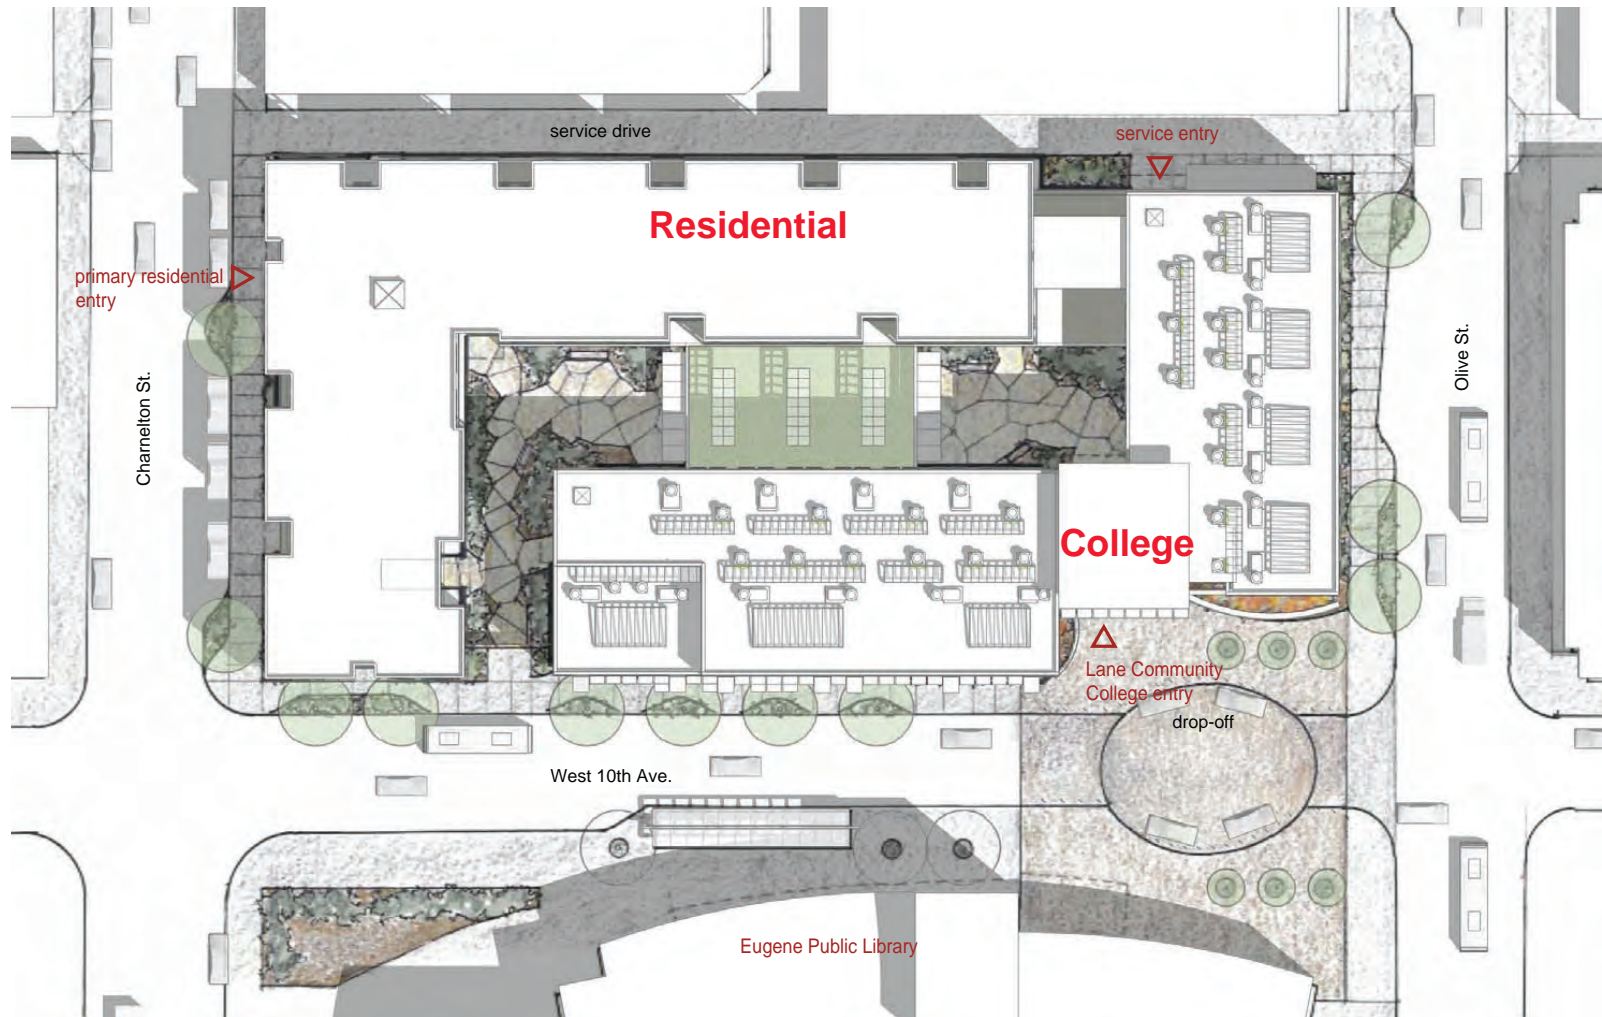 service drive
service entry
Residential
primary residential
entry
Charnelton St.
Olive St.
College
Lane Community
College entry
drop-off
West 10th Ave.
Eugene Public Library